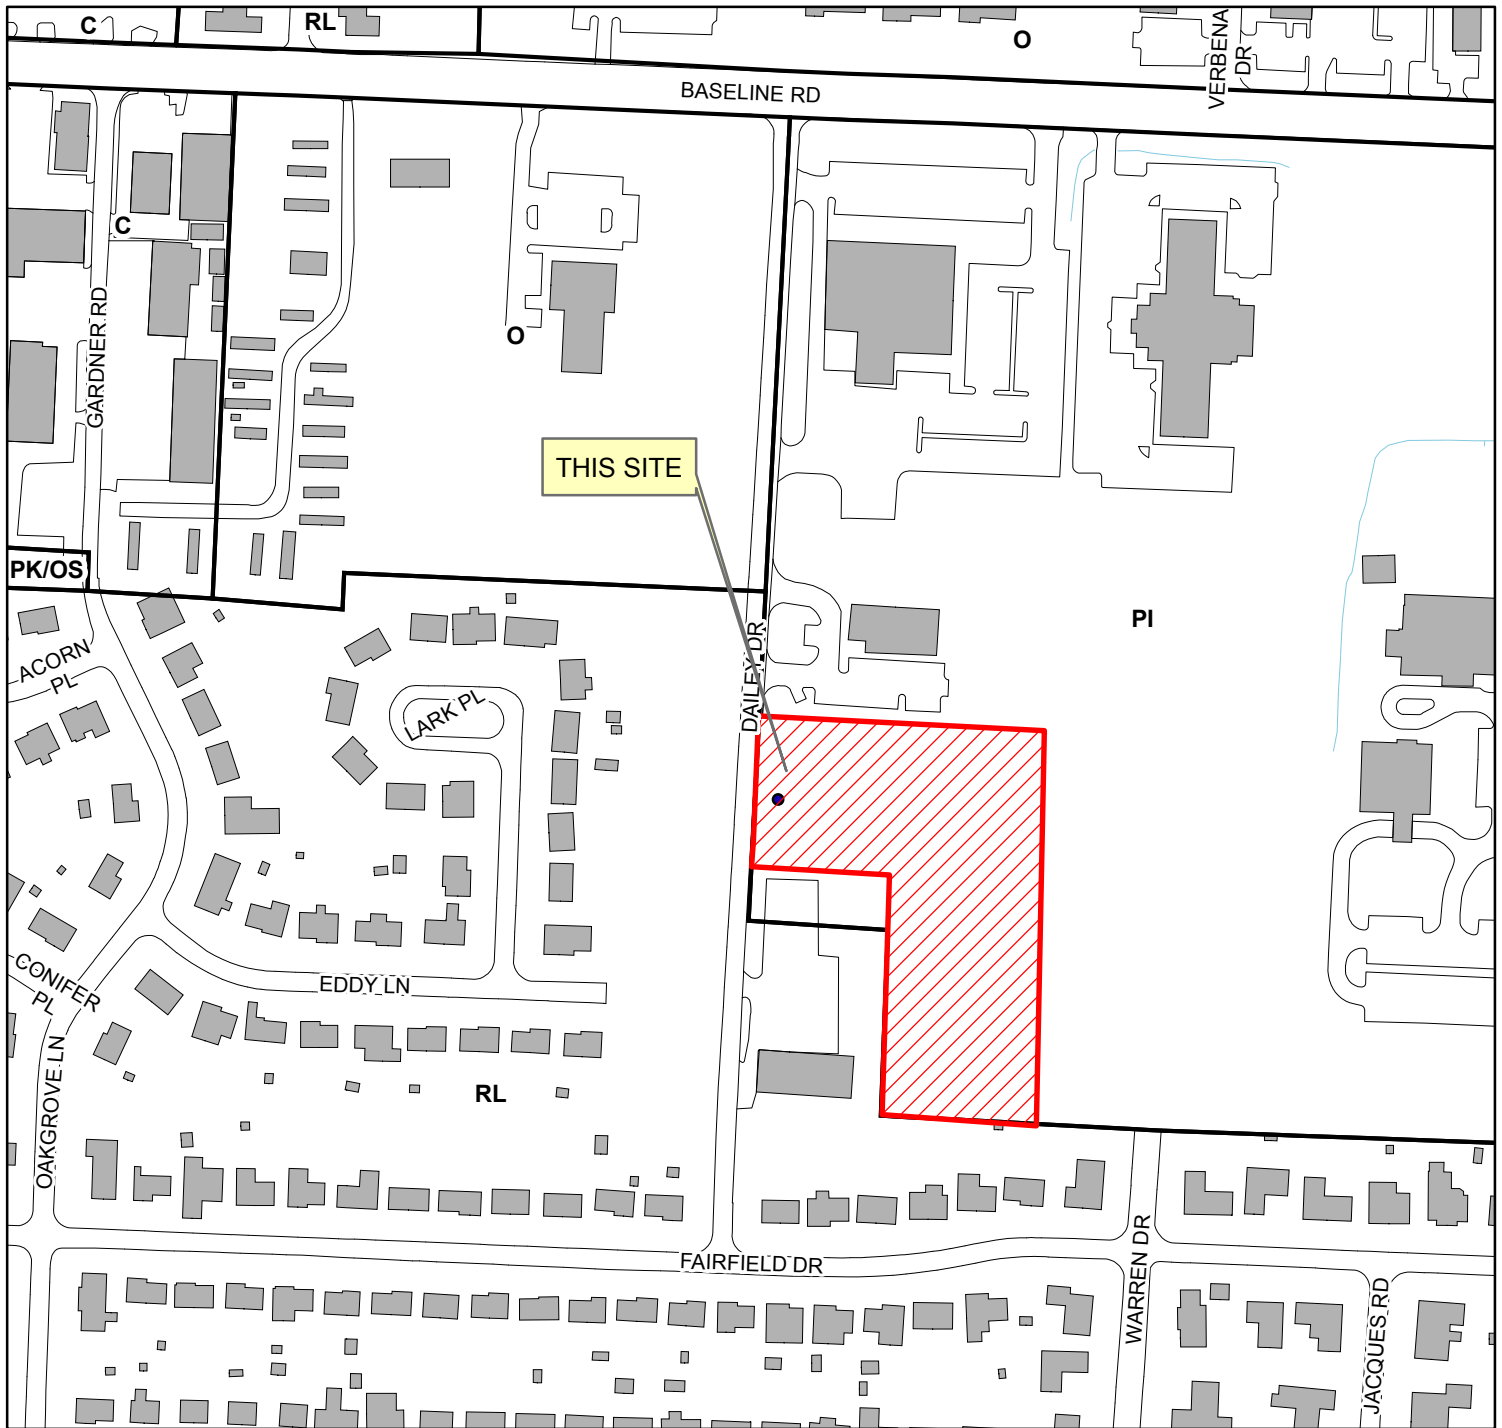 C
RL
O
VERBENA
DR
BASELINE RD
C
GARDNER RD
O
THIS SITE
PK/OS
PI
ACORN
PL
DAILEY DR
LARK PL
CONIFER
PL
EDDY LN
OAKGROVE LN
RL
FAIRFIELD DR
WARREN DR
JACQUES RD